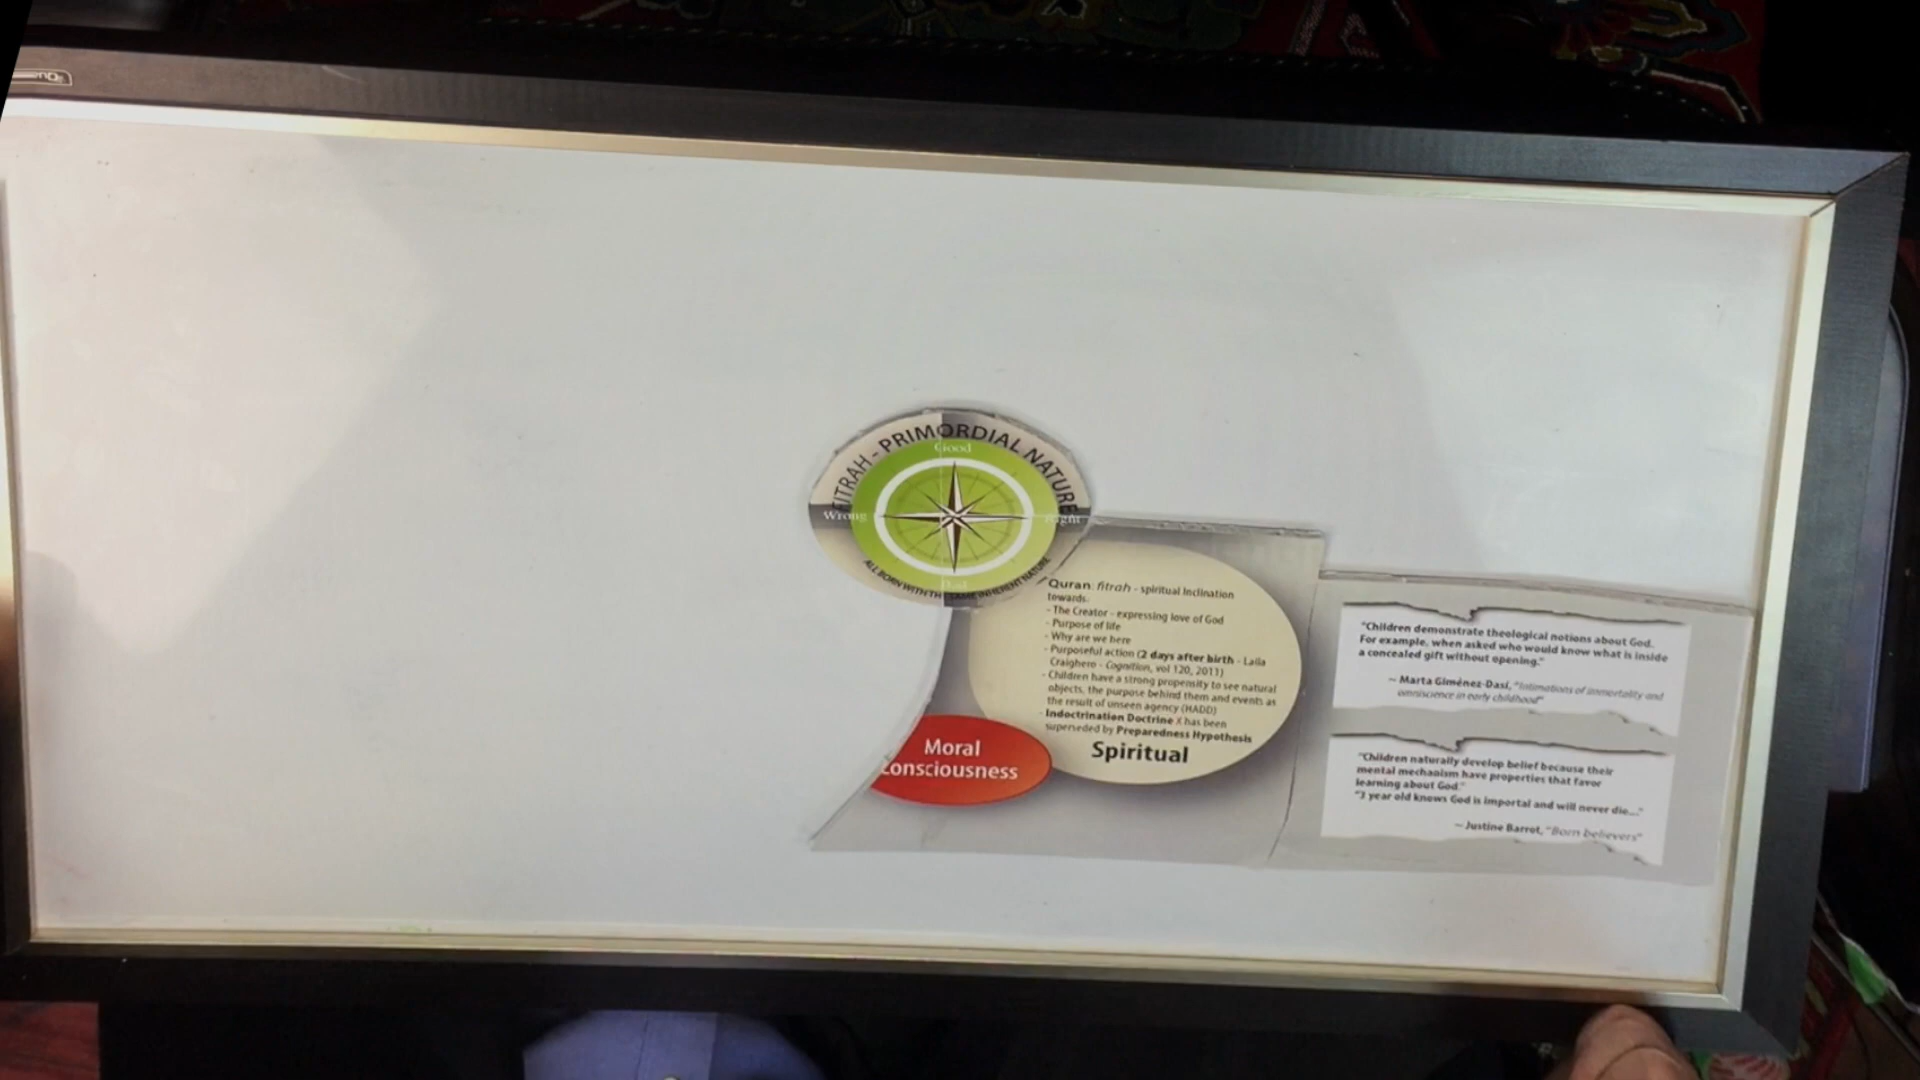 FITRAH - PRIMORDIAL NATURE
Good
Wrong
Right
Bad
ALL BORN WITH THE SAME INHERENT NATURE
Quran: fitrah - spiritual Inclination
towards-
- The Creator - expressing love of God
- Purpose of life
- Why are we here
- Purposeful action (2 days after birth - Laila
Craighero - Cognition, vol 120, 2011)
- Children have a strong propensity to see natural
objects, the purpose behind them and events as
the result of unseen agency (HADD)
- Indoctrination Doctrine X has been
superseded by Preparedness Hypothesis
Spiritual
Moral
consciousness
"Children demonstrate theological notions about God.
For example, when asked who would know what is inside
a concealed gift without opening."
~ Marta Giménez-Dasí, "Intimations of immortality and
omniscience in early childhood"
"Children naturally develop belief because their
mental mechanism have properties that favor
learning about God."
"3 year old knows God is importal and will never die..."
~ Justine Barrot, "Born believers"